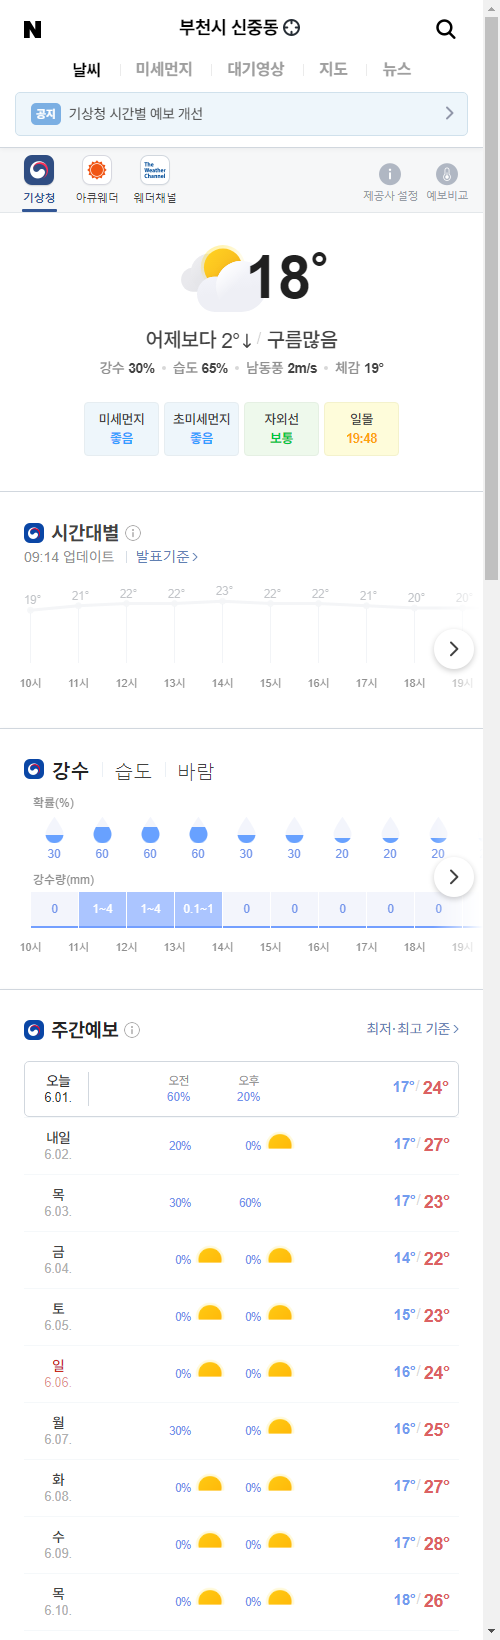 N 부천시 신중동
날씨 미세먼지 대기영상 지도 뉴스
공지 기상청 시간별 예보 개선
The Weather Channel
기상청 아큐웨더 웨더채널 제공사 설정 예보비교
18°
어제보다 2°↓ / 구름많음
강수 30% • 습도 65% • 남동풍 2m/s • 체감 19°
미세먼지 초미세먼지 자외선 일몰
좋음 좋음 보통 19:48
시간대별
09:14 업데이트 발표기준 >
19° 21° 22° 22° 23° 22° 22° 21° 20° 20°
10시 11시 12시 13시 14시 15시 16시 17시 18시 19시
강수 습도 바람
확률(%)
30 60 60 60 30 30 20 20 20
강수량(mm)
0 1~4 1~4 0.1~1 0 0 0 0 0
10시 11시 12시 13시 14시 15시 16시 17시 18시 19시
주간예보 최저·최고 기준 >
오늘 오전 오후
6.01. 60% 20% 17° / 24°
내일
6.02. 20% 0% 17° / 27°
목
6.03. 30% 60% 17° / 23°
금
6.04. 0% 0% 14° / 22°
토
6.05. 0% 0% 15° / 23°
일
6.06. 0% 0% 16° / 24°
월
6.07. 30% 0% 16° / 25°
화
6.08. 0% 0% 17° / 27°
수
6.09. 0% 0% 17° / 28°
목
6.10. 0% 0% 18° / 26°